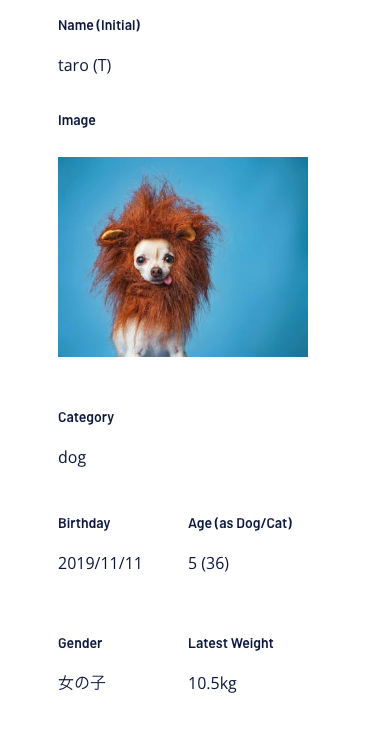 Name (Initial)
taro (T)
Image
Category
dog
Birthday
Age (as Dog/Cat)
2019/11/11
5 (36)
Gender
Latest Weight
女の子
10.5kg